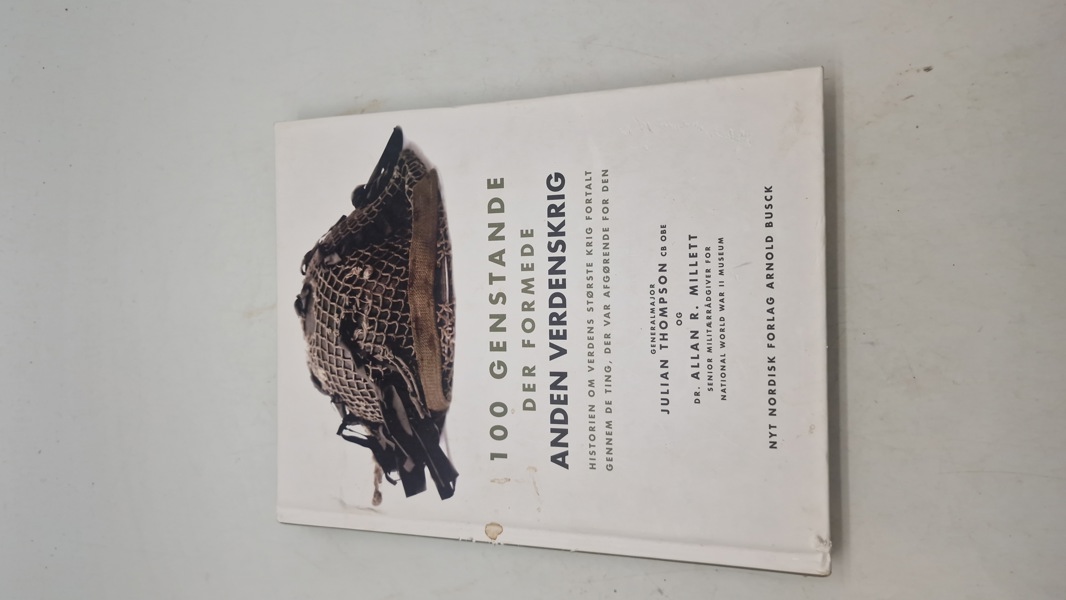 100 GENSTANDE
DER FORMEDE
ANDEN VERDENSKRIG
HISTORIEN OM VERDENS STØRSTE KRIG FORTALT
GENNEM DE TING, DER VAR AFGØRENDE FOR DEN
GENERALMAJOR
JULIAN THOMPSON CB OBE
OG
DR. ALLAN R. MILLETT
SENIOR MILITÆRRÅDGIVER FOR
NATIONAL WORLD WAR II MUSEUM
NYT NORDISK FORLAG ARNOLD BUSCK